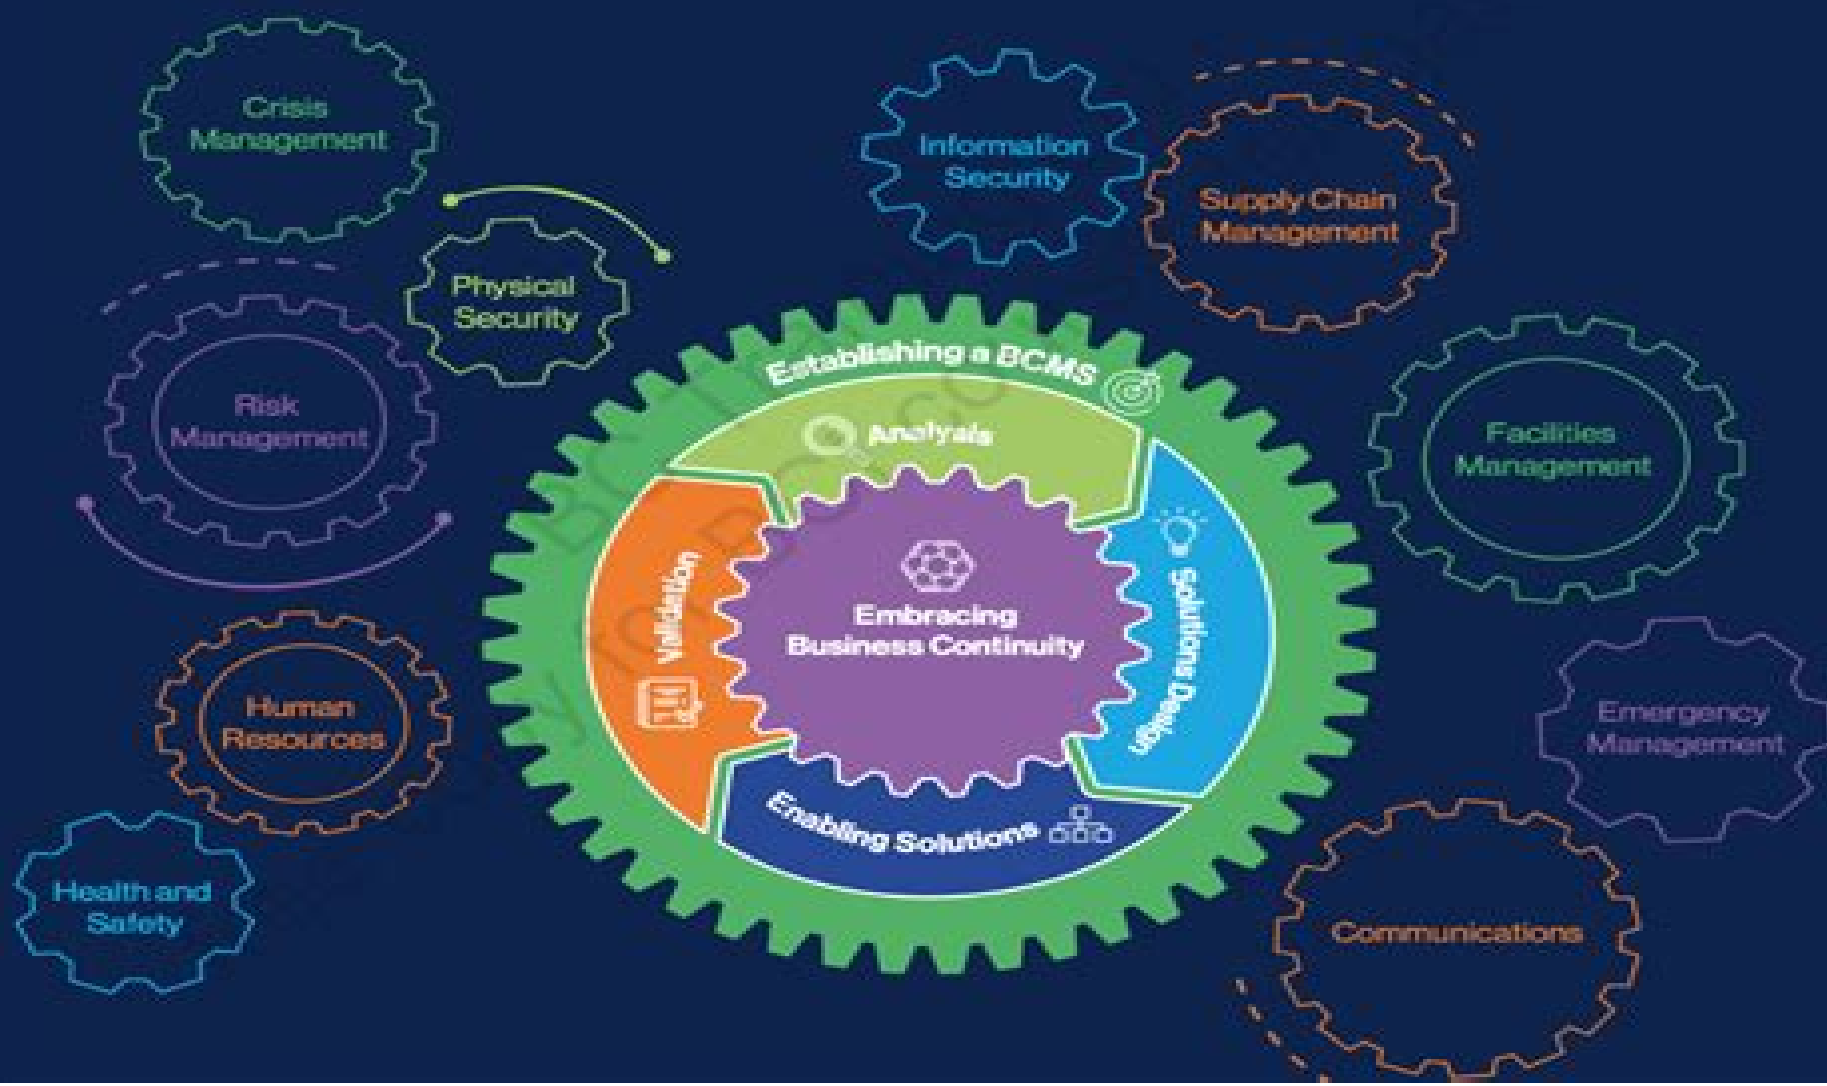 Crisis
Management
Information
Security
Supply Chain
Management
Physical
Security
Risk
Management
Establishing a BCMS
Analysis
Facilities
Management
Solutions Design
Validation
Embracing
Business Continuity
Enabling Solutions
Human
Resources
Emergency
Management
Health and
Safety
Communications